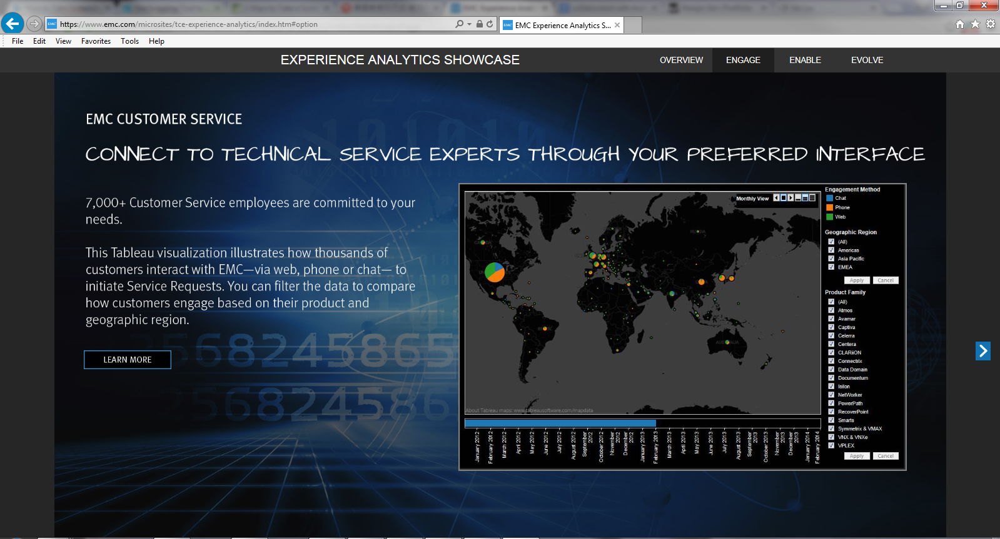 https://www.emc.com/microsites/tce-experience-analytics/index.htm#option
EMC Experience Analytics S...
File Edit View Favorites Tools Help
EXPERIENCE ANALYTICS SHOWCASE
OVERVIEW ENGAGE ENABLE EVOLVE
EMC CUSTOMER SERVICE
CONNECT TO TECHNICAL SERVICE EXPERTS THROUGH YOUR PREFERRED INTERFACE
7,000+ Customer Service employees are committed to your
needs.
This Tableau visualization illustrates how thousands of
customers interact with EMC—via web, phone or chat— to
initiate Service Requests. You can filter the data to compare
how customers engage based on their product and
geographic region.
LEARN MORE
Monthly View
About Tableau maps: www.tableausoftware.com/mapdata
January 2012
February 2012
March 2012
April 2012
May 2012
June 2012
July 2012
August 2012
September
2012
October 2012
November
2012
December
2012
January 2013
February 2013
March 2013
April 2013
May 2013
June 2013
July 2013
August 2013
September
2013
October 2013
November
2013
December
2013
January 2014
February 2014
Engagement Method
Chat
Phone
Web
Geographic Region
(All)
Americas
Asia Pacific
EMEA
Apply Cancel
Product Family
(All)
Atmos
Avamar
Captiva
Celerra
Centera
CLARiiON
Connectrix
Data Domain
Documentum
Isilon
NetWorker
PowerPath
RecoverPoint
Smarts
Symmetrix & VMAX
VNX & VNXe
VPLEX
Apply Cancel